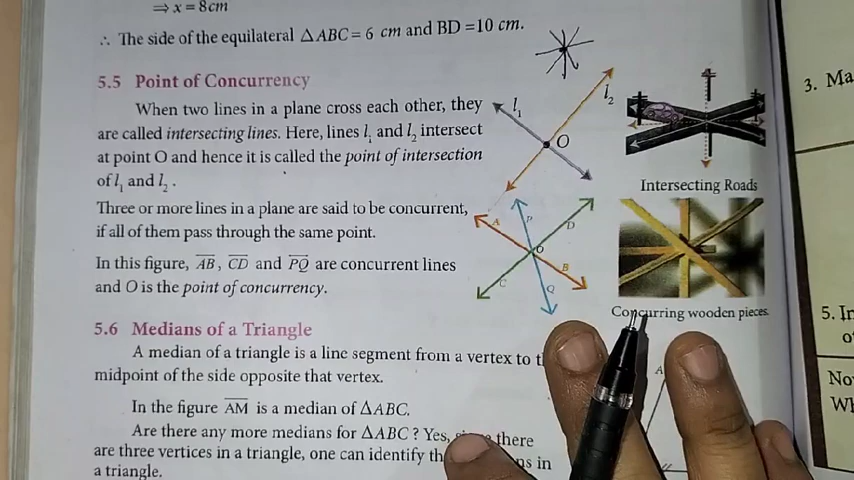 ⇒ x = 8cm
∴ The side of the equilateral △ABC = 6 cm and BD =10 cm.
5.5 Point of Concurrency
When two lines in a plane cross each other, they
are called intersecting lines. Here, lines l₁ and l₂ intersect
at point O and hence it is called the point of intersection
of l₁ and l₂ .
Three or more lines in a plane are said to be concurrent,
if all of them pass through the same point.
In this figure, AB, CD and PQ are concurrent lines
and O is the point of concurrency.
5.6 Medians of a Triangle
A median of a triangle is a line segment from a vertex to
midpoint of the side opposite that vertex.
In the figure AM is a median of △ABC.
Are there any more medians for △ABC ? Yes, there
are three vertices in a triangle, one can identify in
a triangle.
l₁
l₂
O
A
P
D
O
C
B
Q
Intersecting Roads
Concurring wooden pieces.
A
3. Ma
5. In
o
No